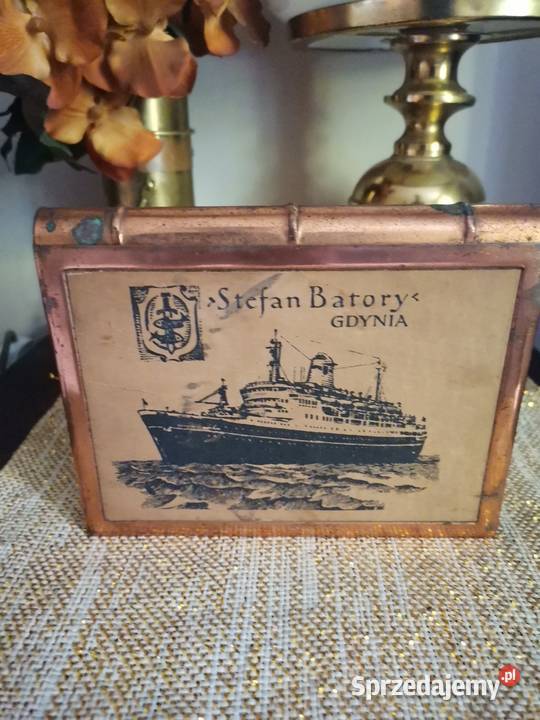 ›Stefan Batory‹
GDYNIA
Sprzedajemy.pl